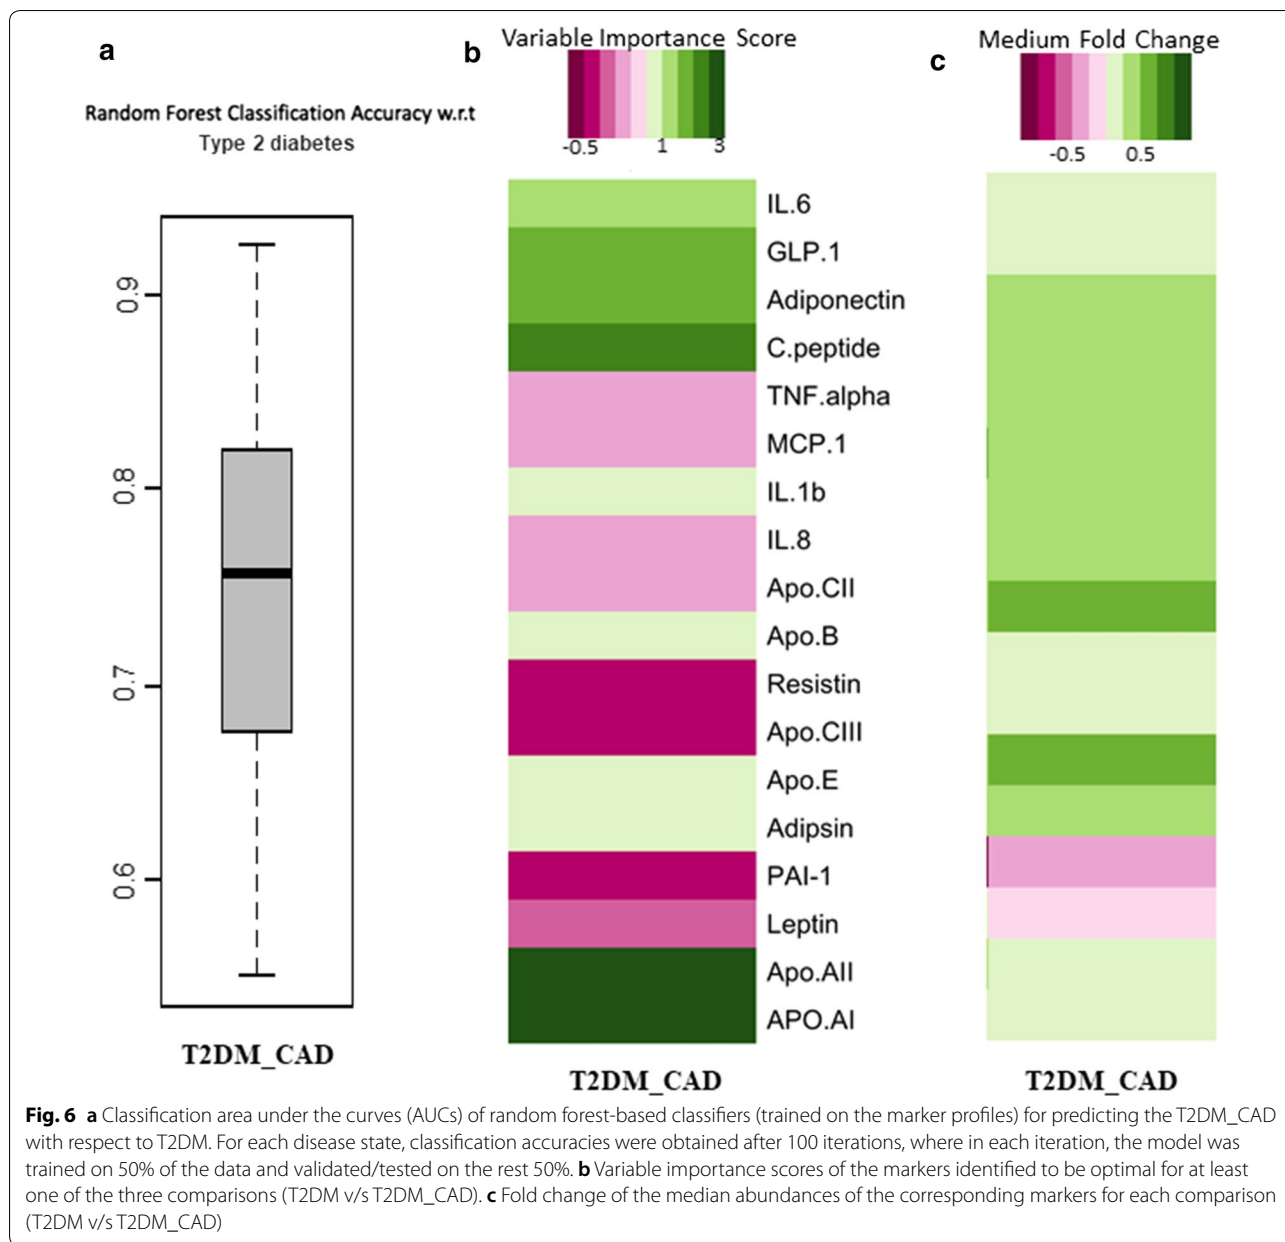 a
Random Forest Classification Accuracy w.r.t
Type 2 diabetes
0.9
0.8
0.7
0.6
T2DM_CAD
b
Variable Importance Score
-0.5 1 3
IL.6
GLP.1
Adiponectin
C.peptide
TNF.alpha
MCP.1
IL.1b
IL.8
Apo.CII
Apo.B
Resistin
Apo.CIII
Apo.E
Adipsin
PAI-1
Leptin
Apo.AII
APO.AI
T2DM_CAD
c
Medium Fold Change
-0.5 0.5
T2DM_CAD
Fig. 6 a Classification area under the curves (AUCs) of random forest-based classifiers (trained on the marker profiles) for predicting the T2DM_CAD
with respect to T2DM. For each disease state, classification accuracies were obtained after 100 iterations, where in each iteration, the model was
trained on 50% of the data and validated/tested on the rest 50%. b Variable importance scores of the markers identified to be optimal for at least
one of the three comparisons (T2DM v/s T2DM_CAD). c Fold change of the median abundances of the corresponding markers for each comparison
(T2DM v/s T2DM_CAD)